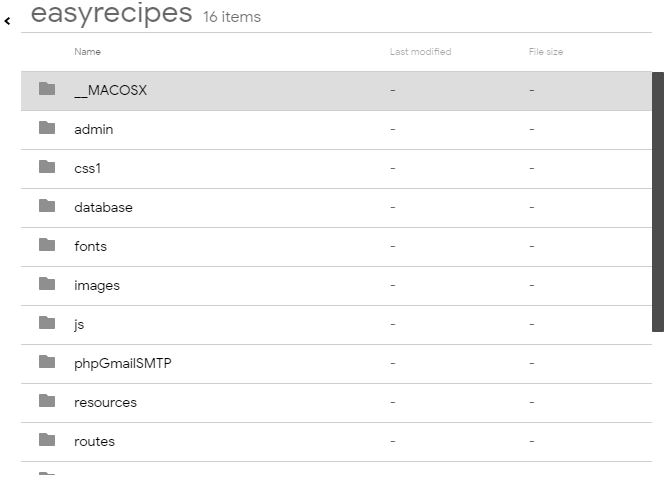 easyrecipes 16 items
Name Last modified File size
__MACOSX - -
admin - -
css1 - -
database - -
fonts - -
images - -
js - -
phpGmailSMTP - -
resources - -
routes - -